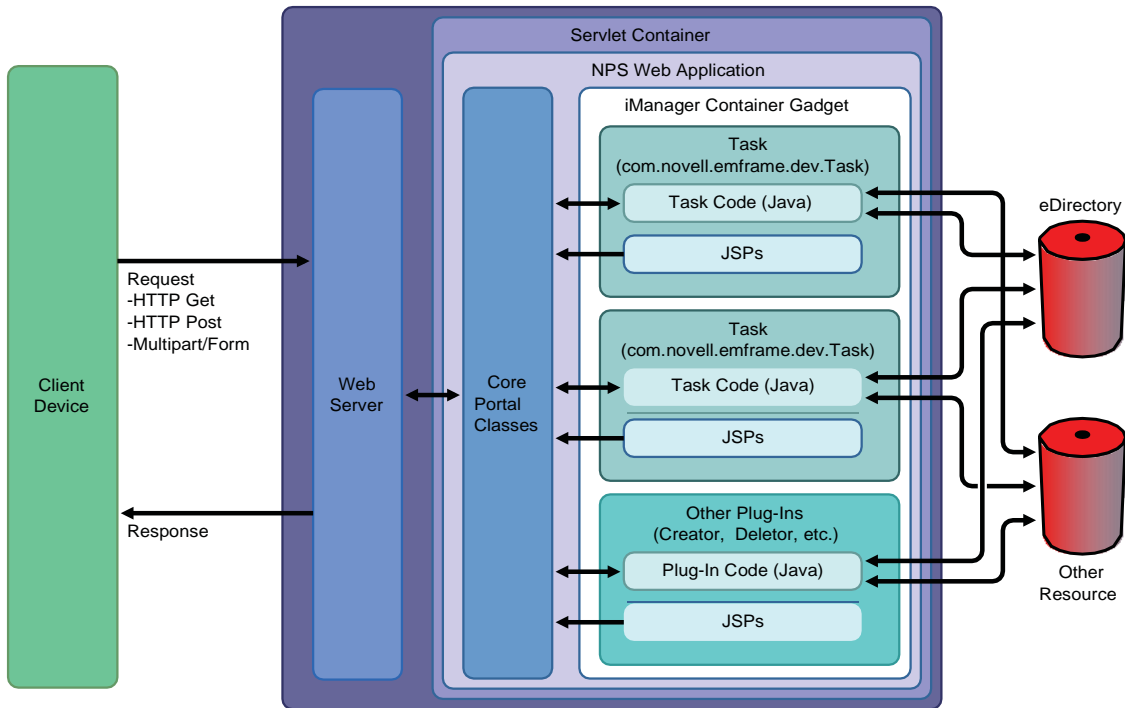 Servlet Container
NPS Web Application
iManager Container Gadget
Task
(com.novell.emframe.dev.Task)
Task Code (Java)
JSPs
Task
(com.novell.emframe.dev.Task)
Task Code (Java)
JSPs
Other Plug-Ins
(Creator, Deletor, etc.)
Plug-In Code (Java)
JSPs
Client
Device
Request
-HTTP Get
-HTTP Post
-Multipart/Form
Response
Web
Server
Core
Portal
Classes
eDirectory
Other
Resource